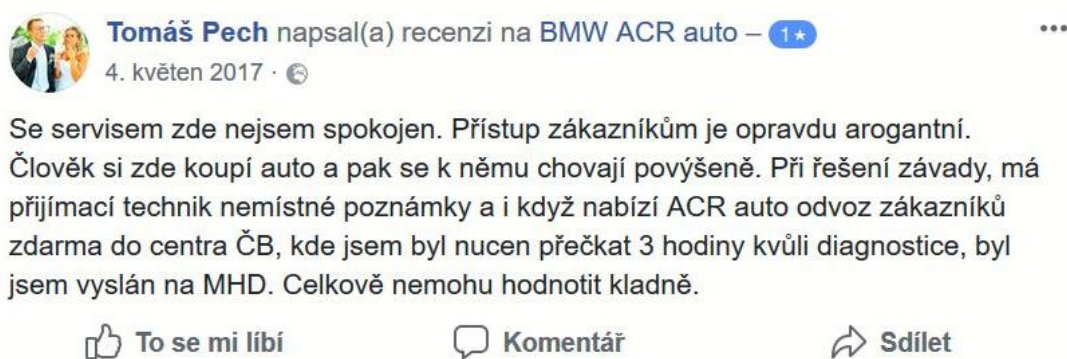 Tomáš Pech napsal(a) recenzi na BMW ACR auto – 1★
4. květen 2017 ·
Se servisem zde nejsem spokojen. Přístup zákazníkům je opravdu arogantní.
Člověk si zde koupí auto a pak se k němu chovají povýšeně. Při řešení závady, má
přijímací technik nemístné poznámky a i když nabízí ACR auto odvoz zákazníků
zdarma do centra ČB, kde jsem byl nucen přečkat 3 hodiny kvůli diagnostice, byl
jsem vyslán na MHD. Celkově nemohu hodnotit kladně.
To se mi líbí Komentář Sdílet